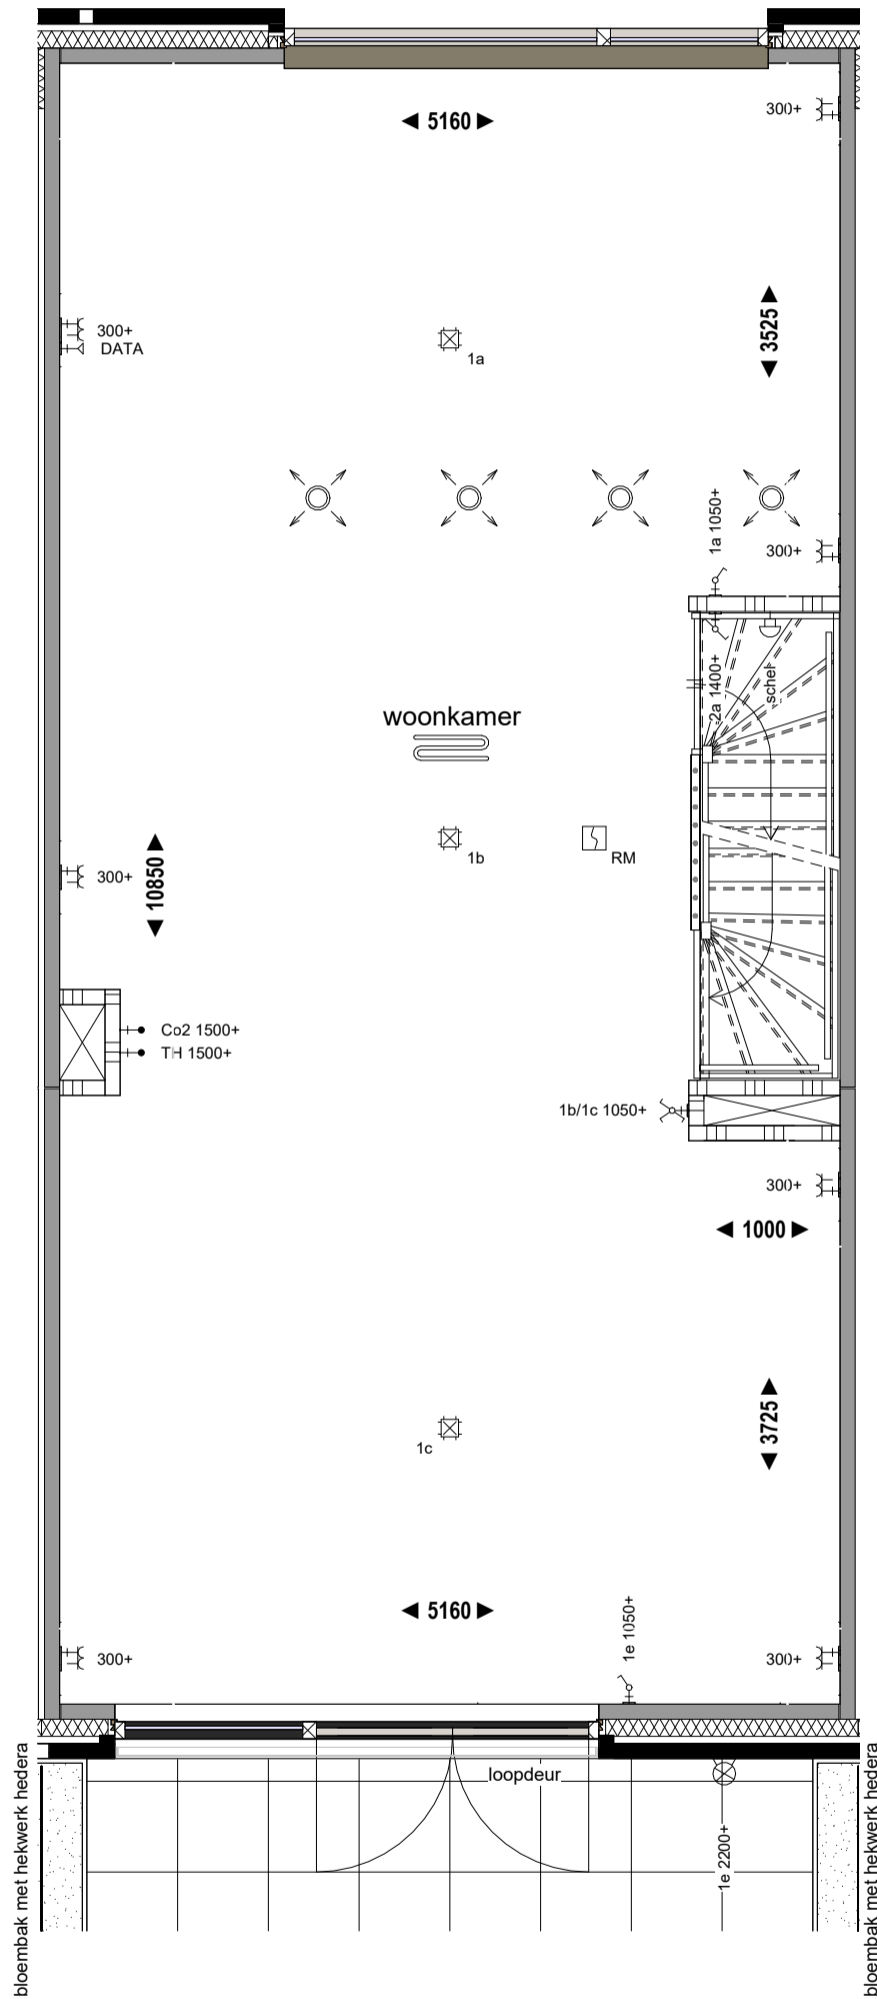 5160
300+
3525
300+
DATA
1a
1a 1050+
300+
2a 1400+
schel
woonkamer
1b
RM
10850
300+
Co2 1500+
TH 1500+
1b/1c 1050+
300+
1000
3725
1c
5160
1e 1050+
300+
300+
loopdeur
1e 2200+
bloembak met hekwerk hedera
bloembak met hekwerk hedera